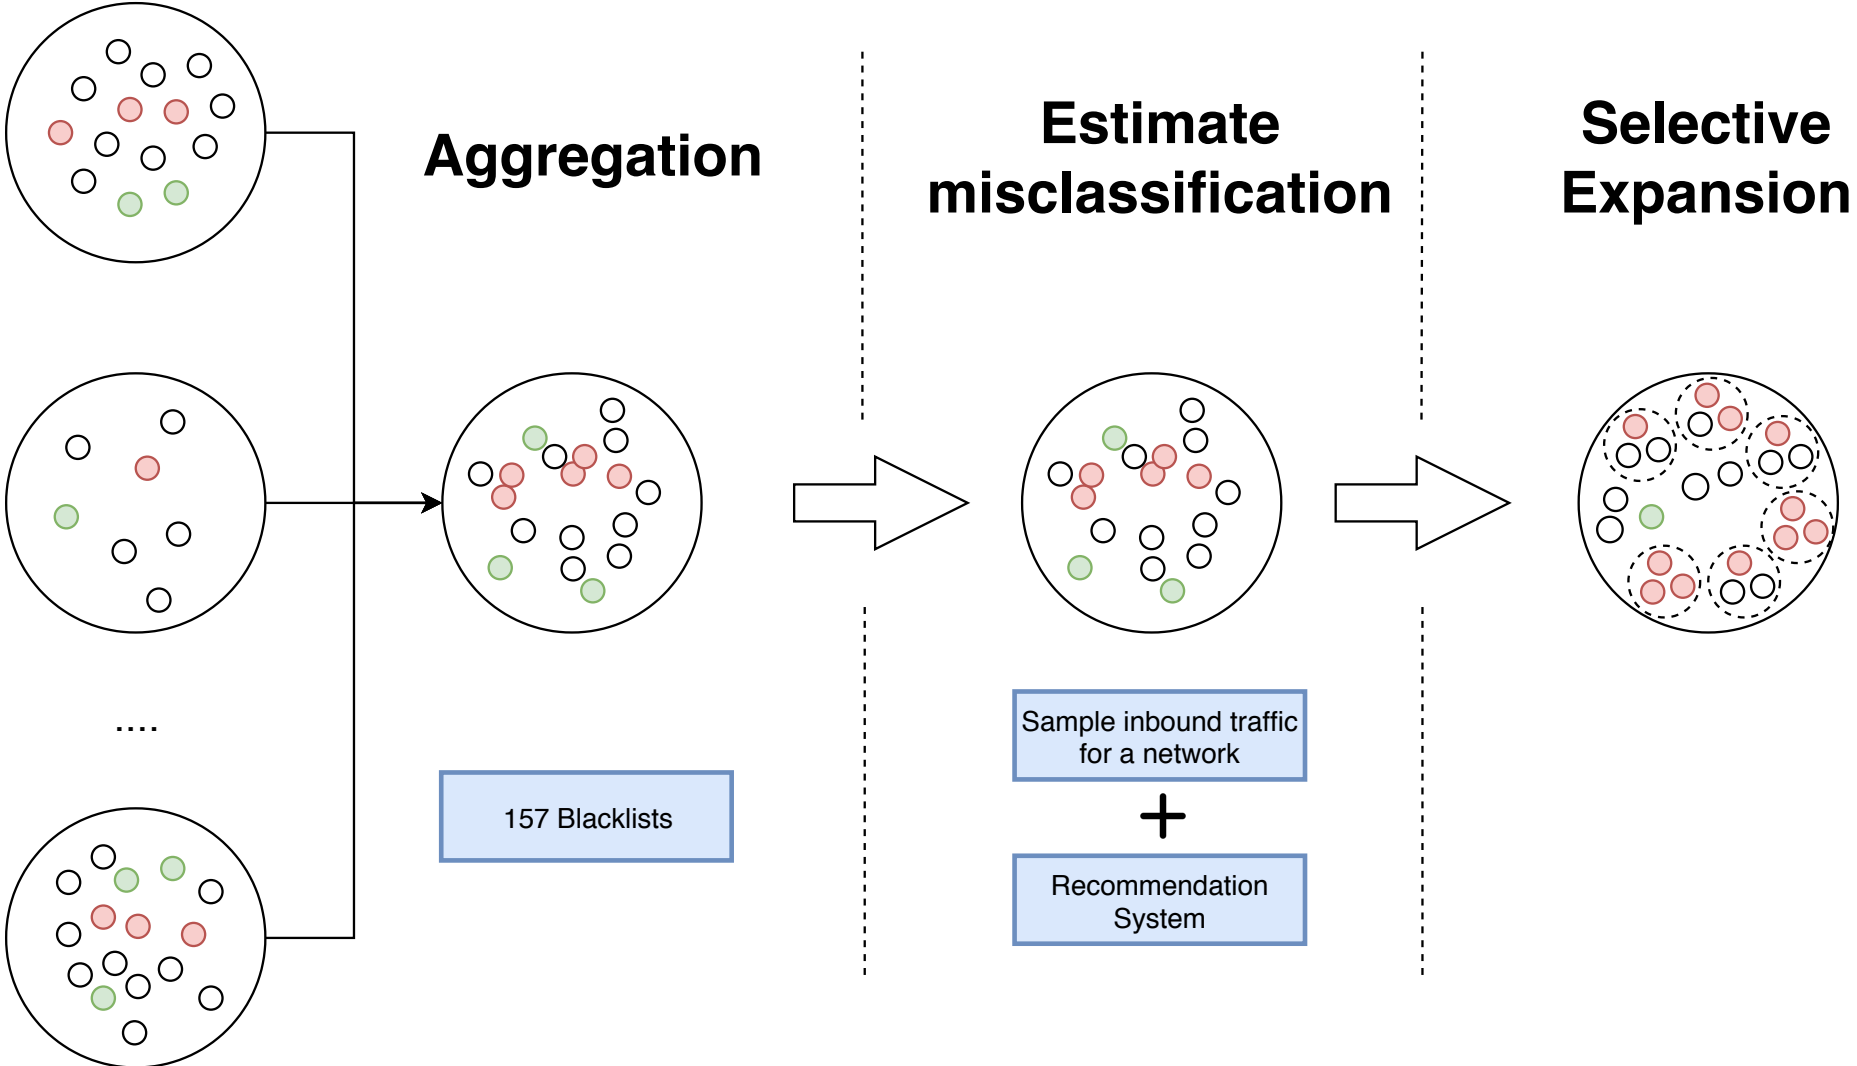 Aggregation
Estimate
misclassification
Selective
Expansion
....
157 Blacklists
Sample inbound traffic
for a network
+
Recommendation
System